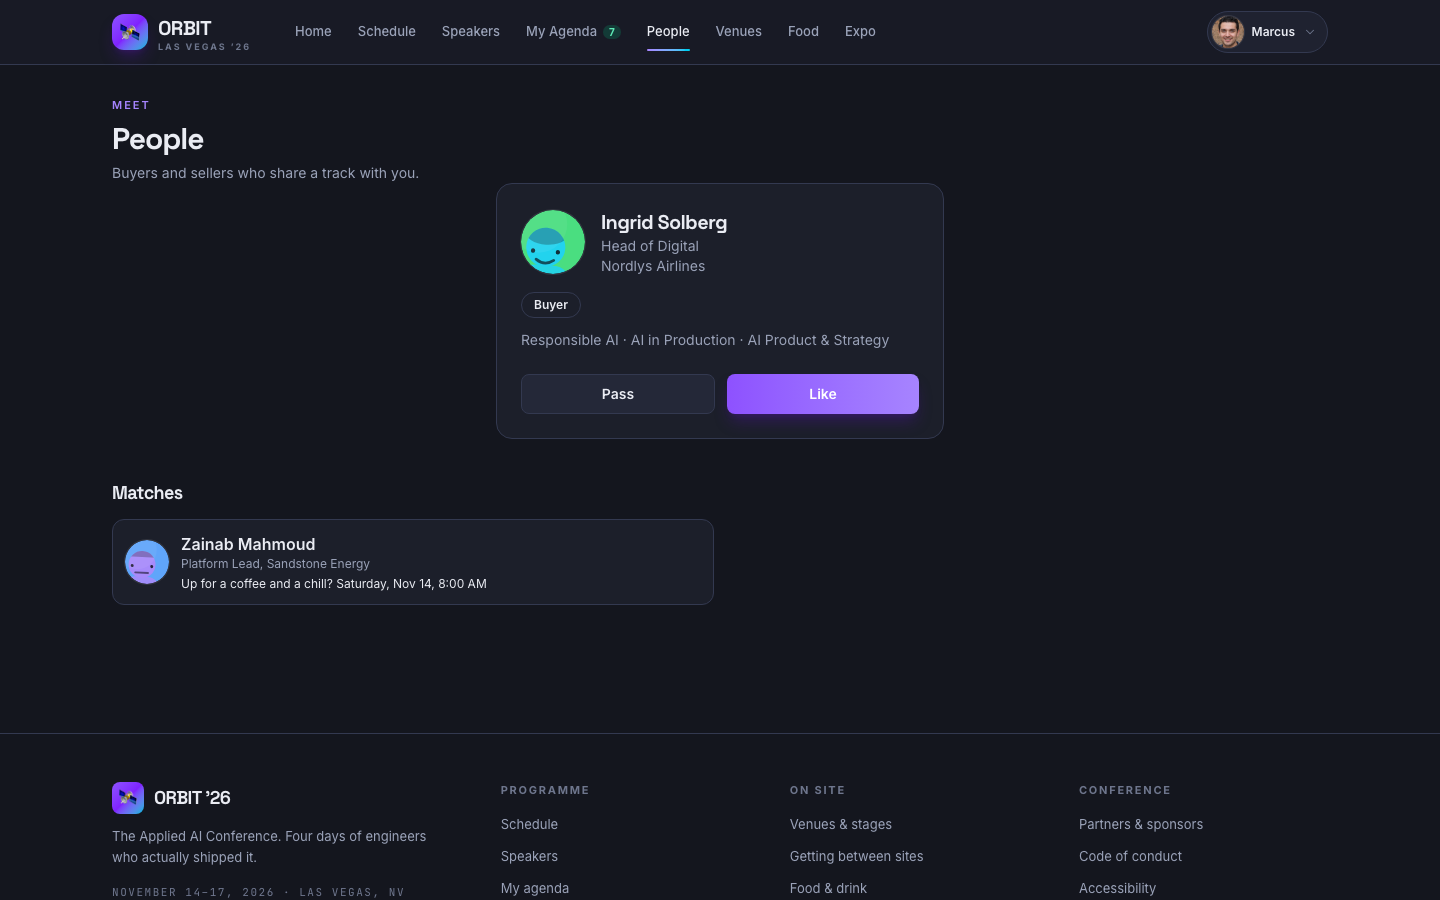 ORBIT
LAS VEGAS '26
Home
Schedule
Speakers
My Agenda 7
People
Venues
Food
Expo
Marcus
MEET
People
Buyers and sellers who share a track with you.
Ingrid Solberg
Head of Digital
Nordlys Airlines
Buyer
Responsible AI · AI in Production · AI Product & Strategy
Pass
Like
Matches
Zainab Mahmoud
Platform Lead, Sandstone Energy
Up for a coffee and a chill? Saturday, Nov 14, 8:00 AM
ORBIT ’26
The Applied AI Conference. Four days of engineers
who actually shipped it.
NOVEMBER 14–17, 2026 · LAS VEGAS, NV
PROGRAMME
Schedule
Speakers
My agenda
ON SITE
Venues & stages
Getting between sites
Food & drink
CONFERENCE
Partners & sponsors
Code of conduct
Accessibility